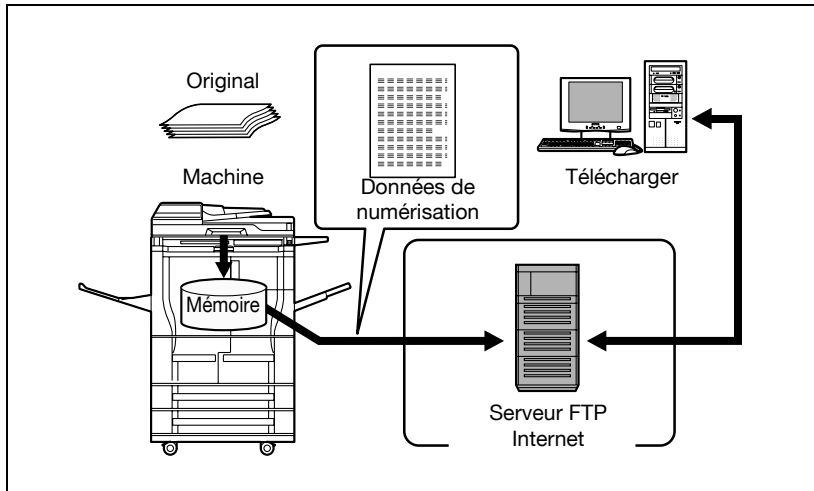 Original
Machine
Mémoire
Données de
numérisation
Télécharger
Serveur FTP
Internet